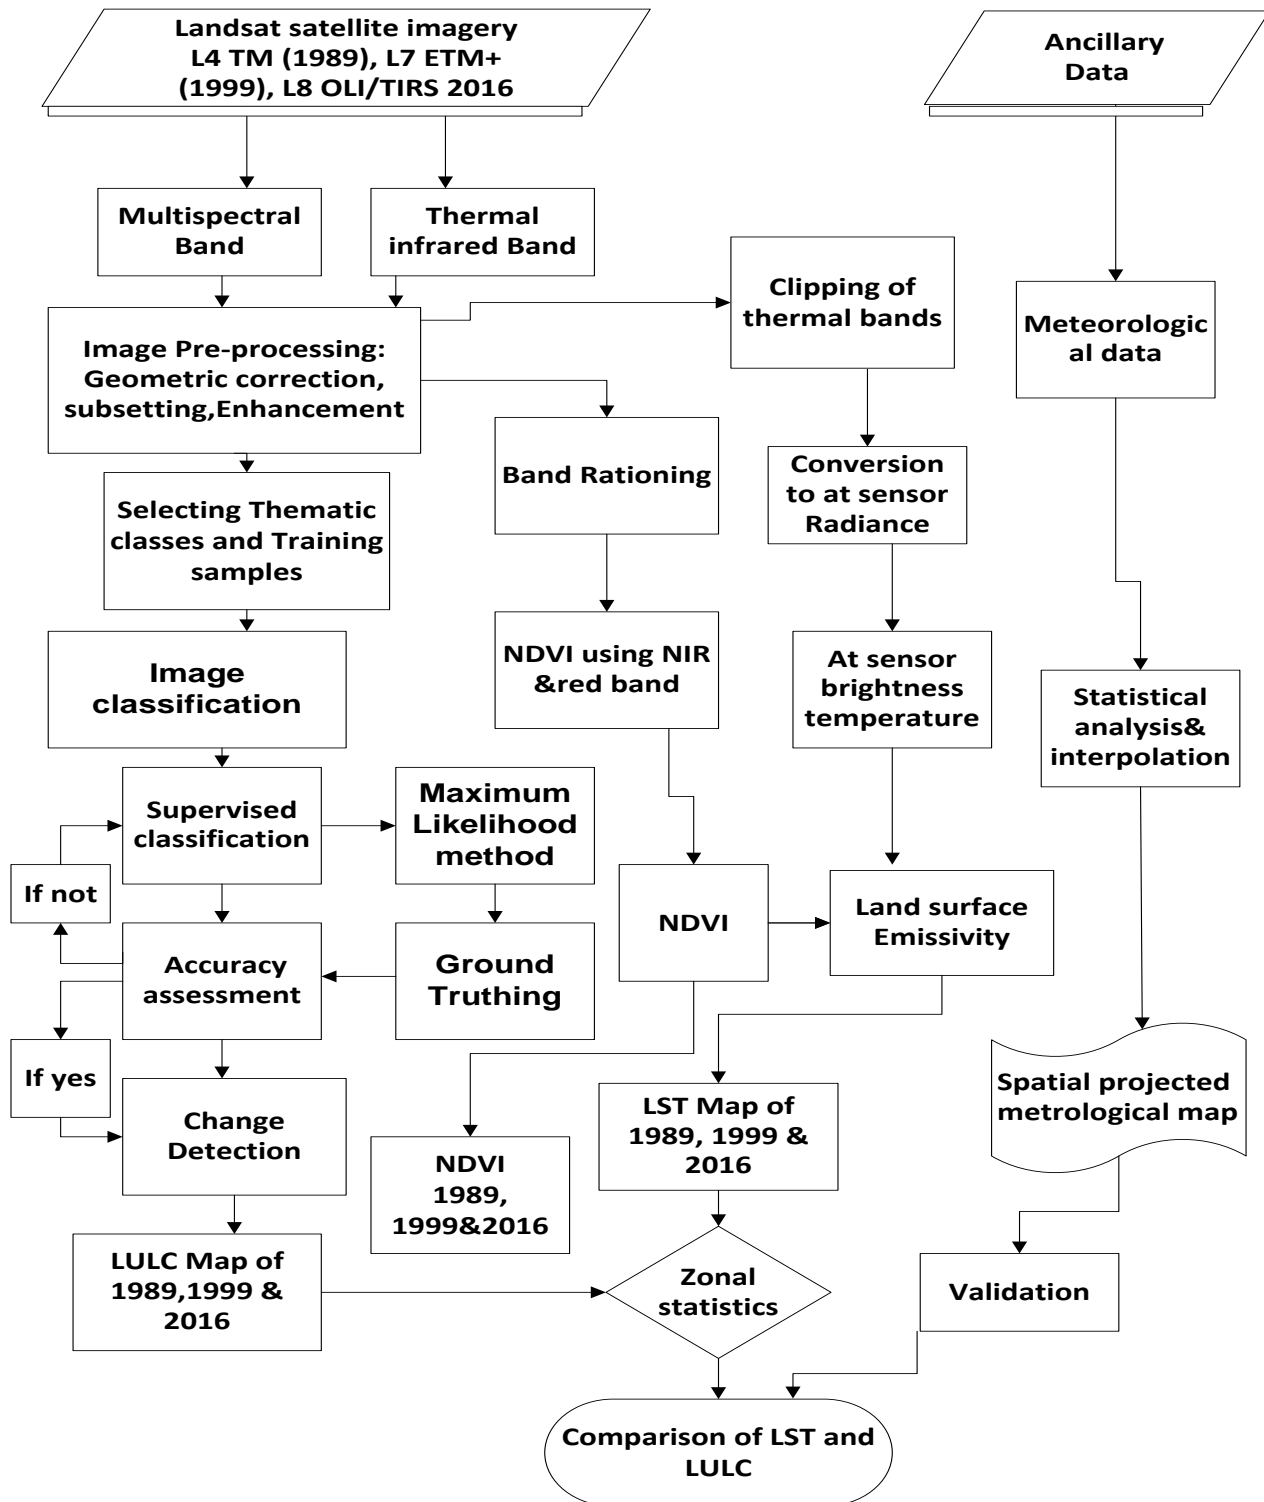 Landsat satellite imagery
L4 TM (1989), L7 ETM+
(1999), L8 OLI/TIRS 2016
Ancillary
Data
Multispectral
Band
Thermal
infrared Band
Clipping of
thermal bands
Meteorologic
al data
Image Pre-processing:
Geometric correction,
subsetting,Enhancement
Band Rationing
Conversion
to at sensor
Radiance
Selecting Thematic
classes and Training
samples
Image
classification
NDVI using NIR
&red band
At sensor
brightness
temperature
Statistical
analysis&
interpolation
Supervised
classification
Maximum
Likelihood
method
If not
NDVI
Land surface
Emissivity
Accuracy
assessment
Ground
Truthing
If yes
Change
Detection
LST Map of
1989, 1999 &
2016
Spatial projected
metrological map
NDVI
1989,
1999&2016
LULC Map of
1989,1999 &
2016
Zonal
statistics
Validation
Comparison of LST and
LULC